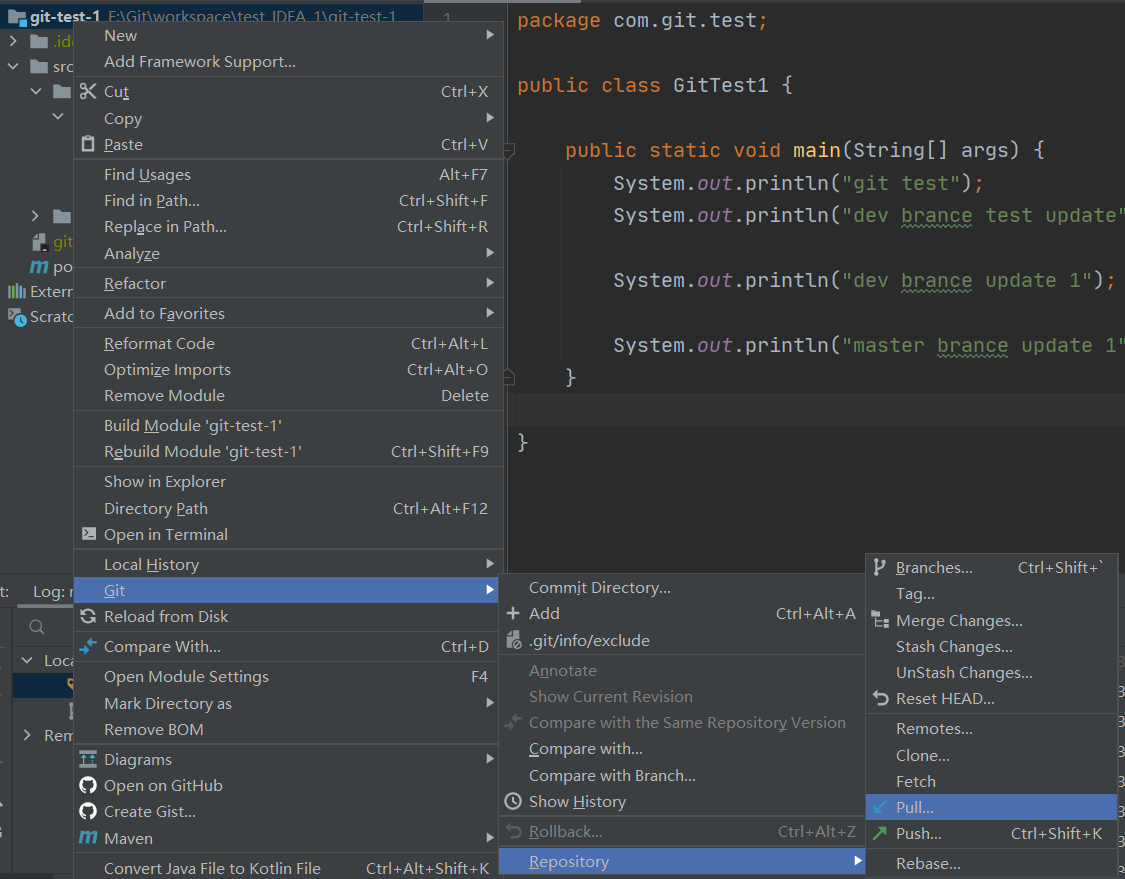 git-test-1 F:\Git\workspace\test_IDEA_1\git-test-1
.id
src
git
po
Extern
Scratc
t: Log:
Loca
Rem
New
Add Framework Support...
Cut Ctrl+X
Copy
Paste Ctrl+V
Find Usages Alt+F7
Find in Path... Ctrl+Shift+F
Replace in Path... Ctrl+Shift+R
Analyze
Refactor
Add to Favorites
Reformat Code Ctrl+Alt+L
Optimize Imports Ctrl+Alt+O
Remove Module Delete
Build Module 'git-test-1'
Rebuild Module 'git-test-1' Ctrl+Shift+F9
Show in Explorer
Directory Path Ctrl+Alt+F12
Open in Terminal
Local History
Git
Reload from Disk
Compare With... Ctrl+D
Open Module Settings F4
Mark Directory as
Remove BOM
Diagrams
Open on GitHub
Create Gist...
Maven
Convert Java File to Kotlin File Ctrl+Alt+Shift+K
1
package com.git.test;
public class GitTest1 {
public static void main(String[] args) {
System.out.println("git test");
System.out.println("dev brance test update"
System.out.println("dev brance update 1");
System.out.println("master brance update 1"
}
}
Commit Directory...
Add Ctrl+Alt+A
.git/info/exclude
Annotate
Show Current Revision
Compare with the Same Repository Version
Compare with...
Compare with Branch...
Show History
Rollback... Ctrl+Alt+Z
Repository
Branches... Ctrl+Shift+`
Tag...
Merge Changes...
Stash Changes...
UnStash Changes...
Reset HEAD...
Remotes...
Clone...
Fetch
Pull...
Push... Ctrl+Shift+K
Rebase...